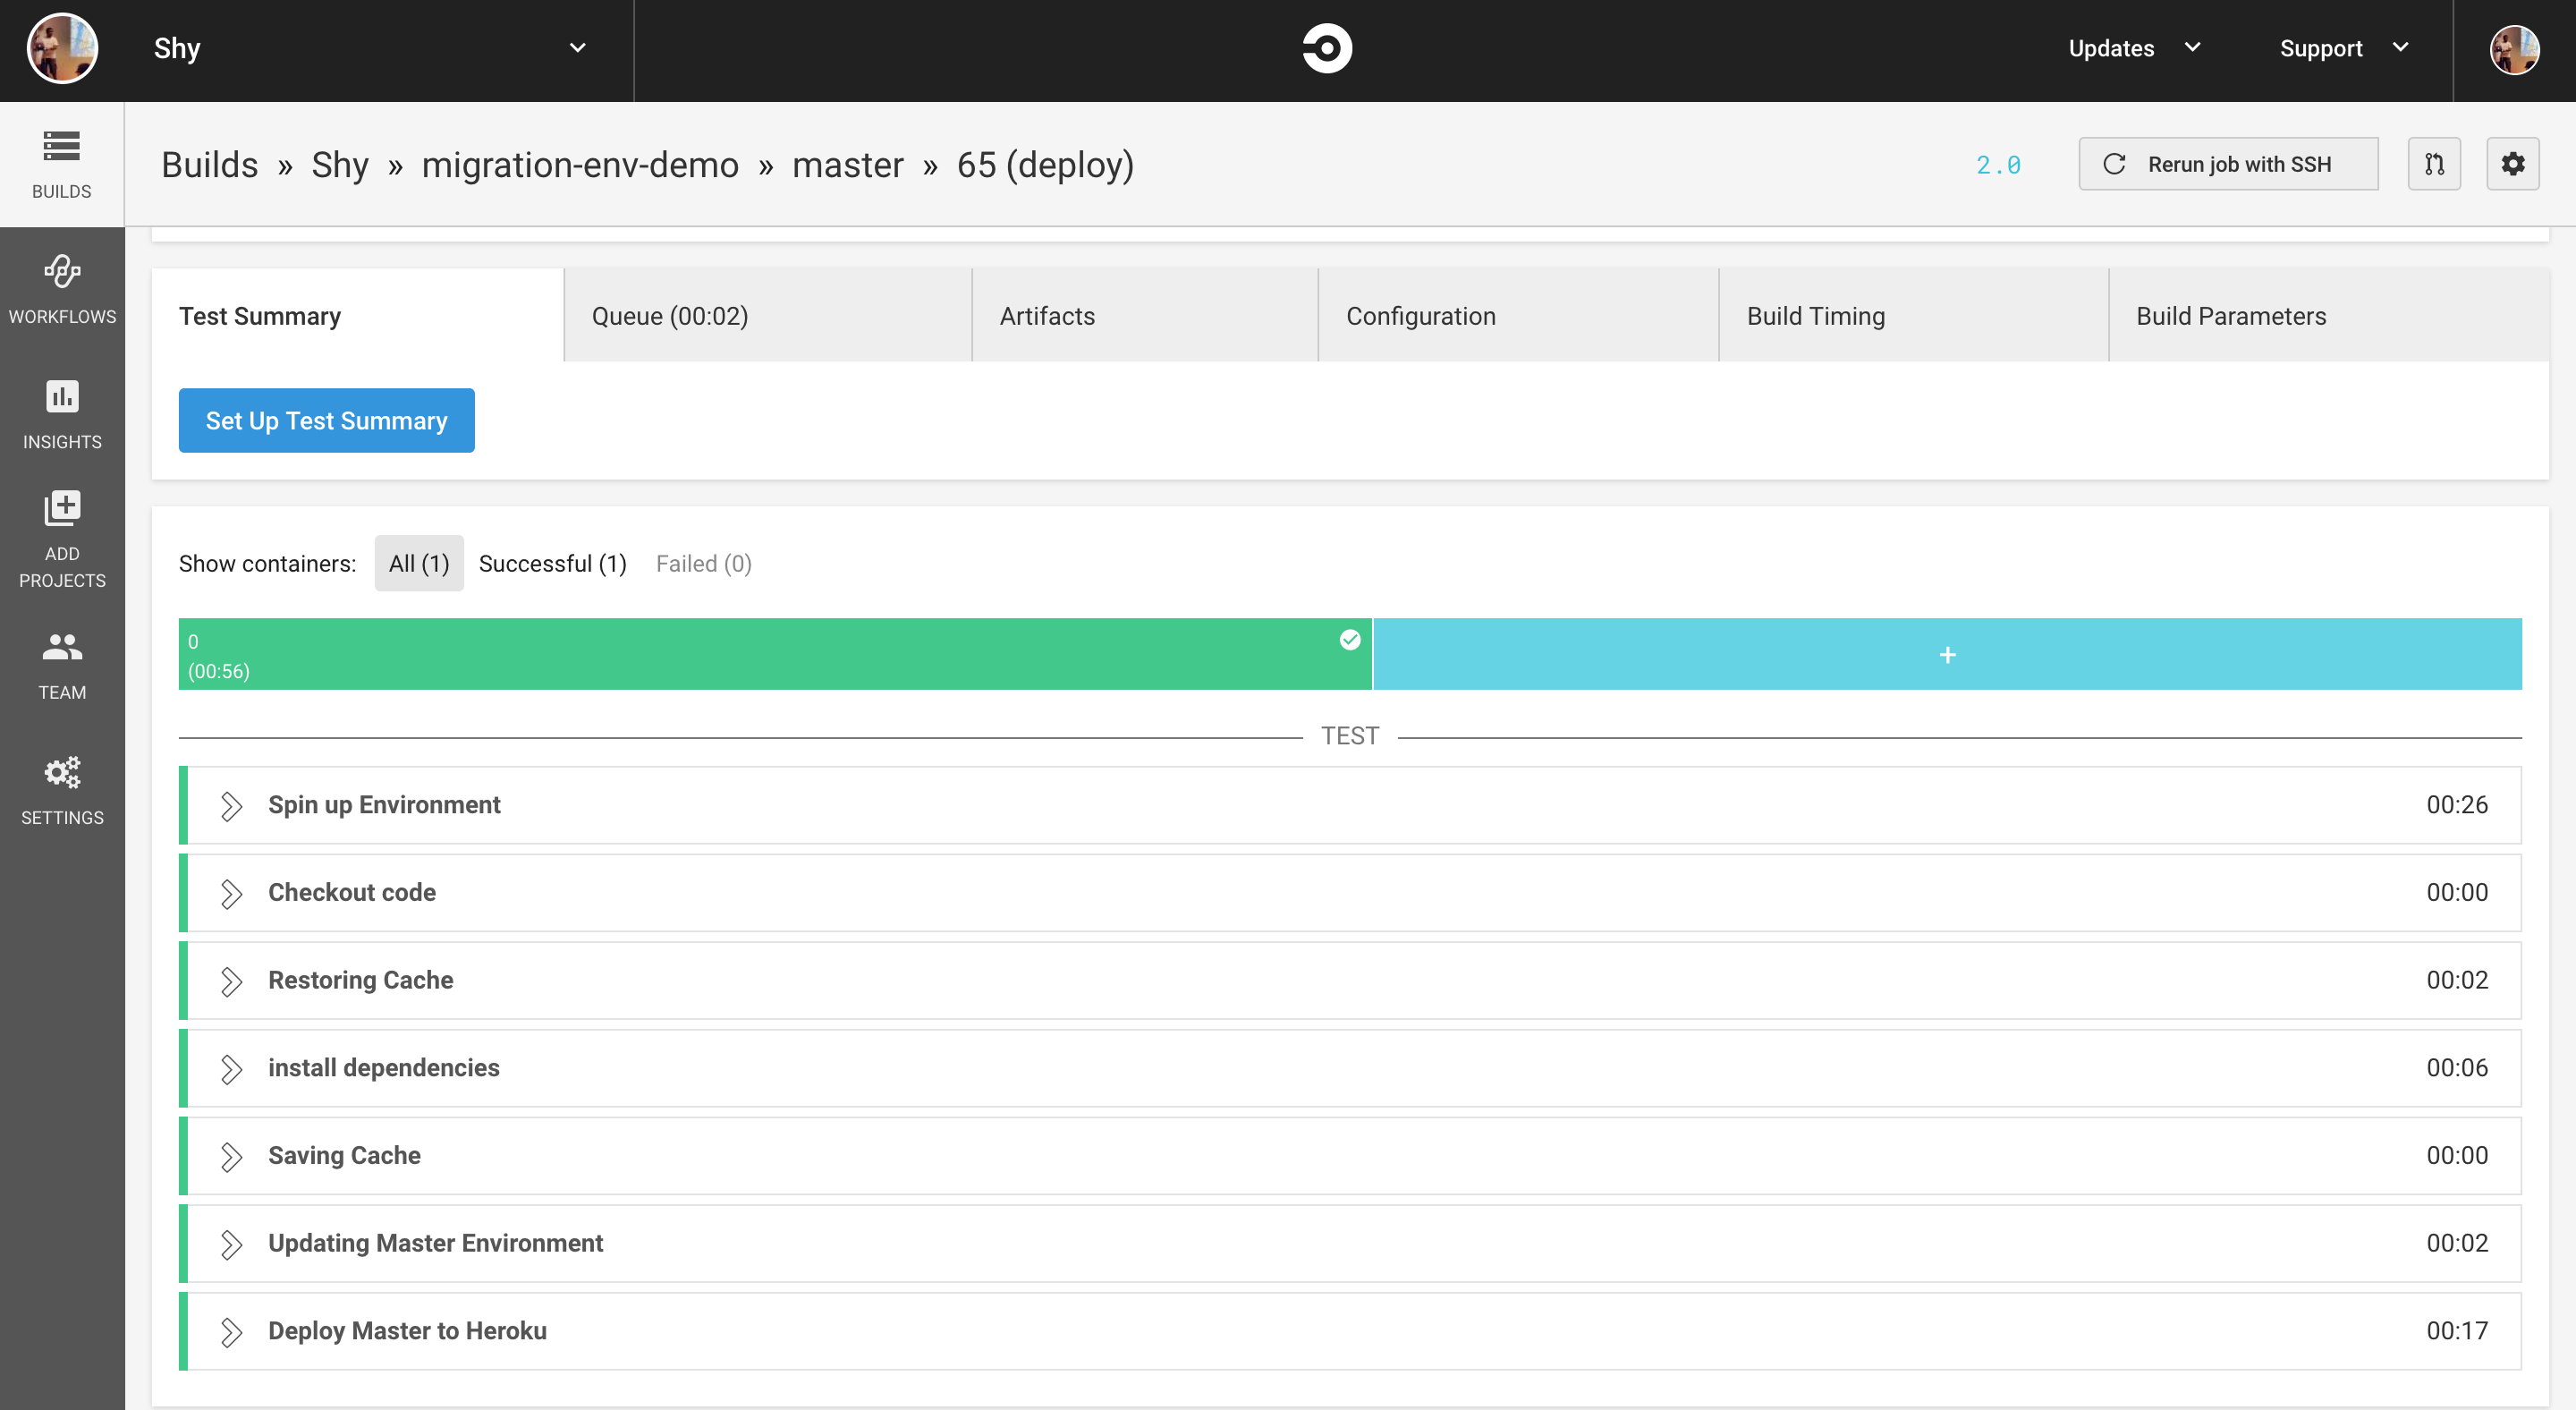 Shy
Updates
Support
BUILDS
Builds » Shy » migration-env-demo » master » 65 (deploy)
2.0
Rerun job with SSH
WORKFLOWS
INSIGHTS
ADD
PROJECTS
TEAM
SETTINGS
Test Summary
Queue (00:02)
Artifacts
Configuration
Build Timing
Build Parameters
Set Up Test Summary
Show containers: All (1) Successful (1) Failed (0)
0
(00:56)
+
TEST
Spin up Environment 00:26
Checkout code 00:00
Restoring Cache 00:02
install dependencies 00:06
Saving Cache 00:00
Updating Master Environment 00:02
Deploy Master to Heroku 00:17